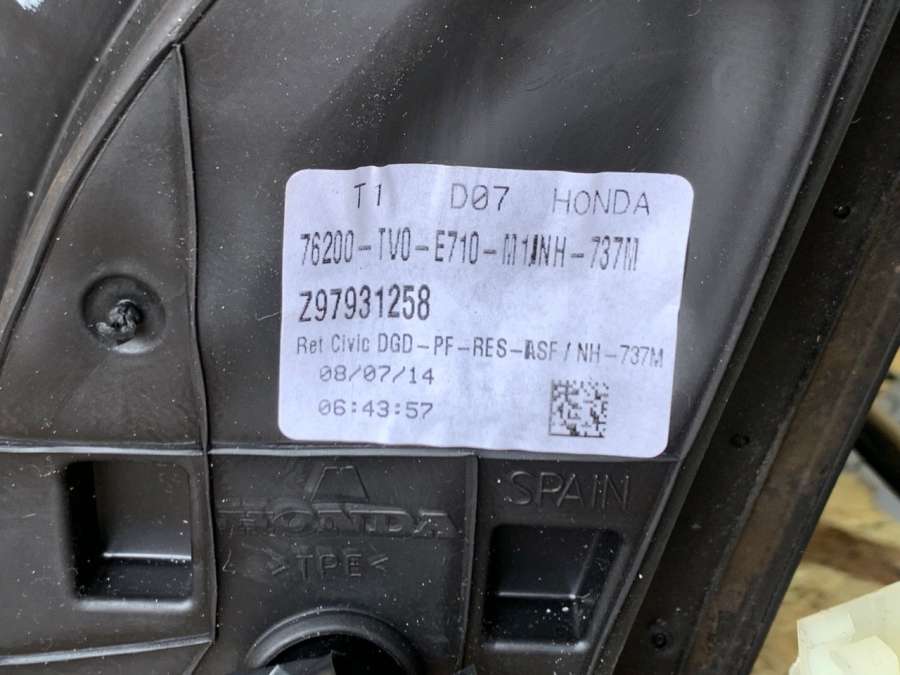 T1 D07 HONDA
76200-TV0-E710-M1/NH-737M
Z97931258
Ret Civic DGD-PF-RES-ASF/NH-737M
08/07/14
06:43:57
HONDA
SPAIN
>TPE<